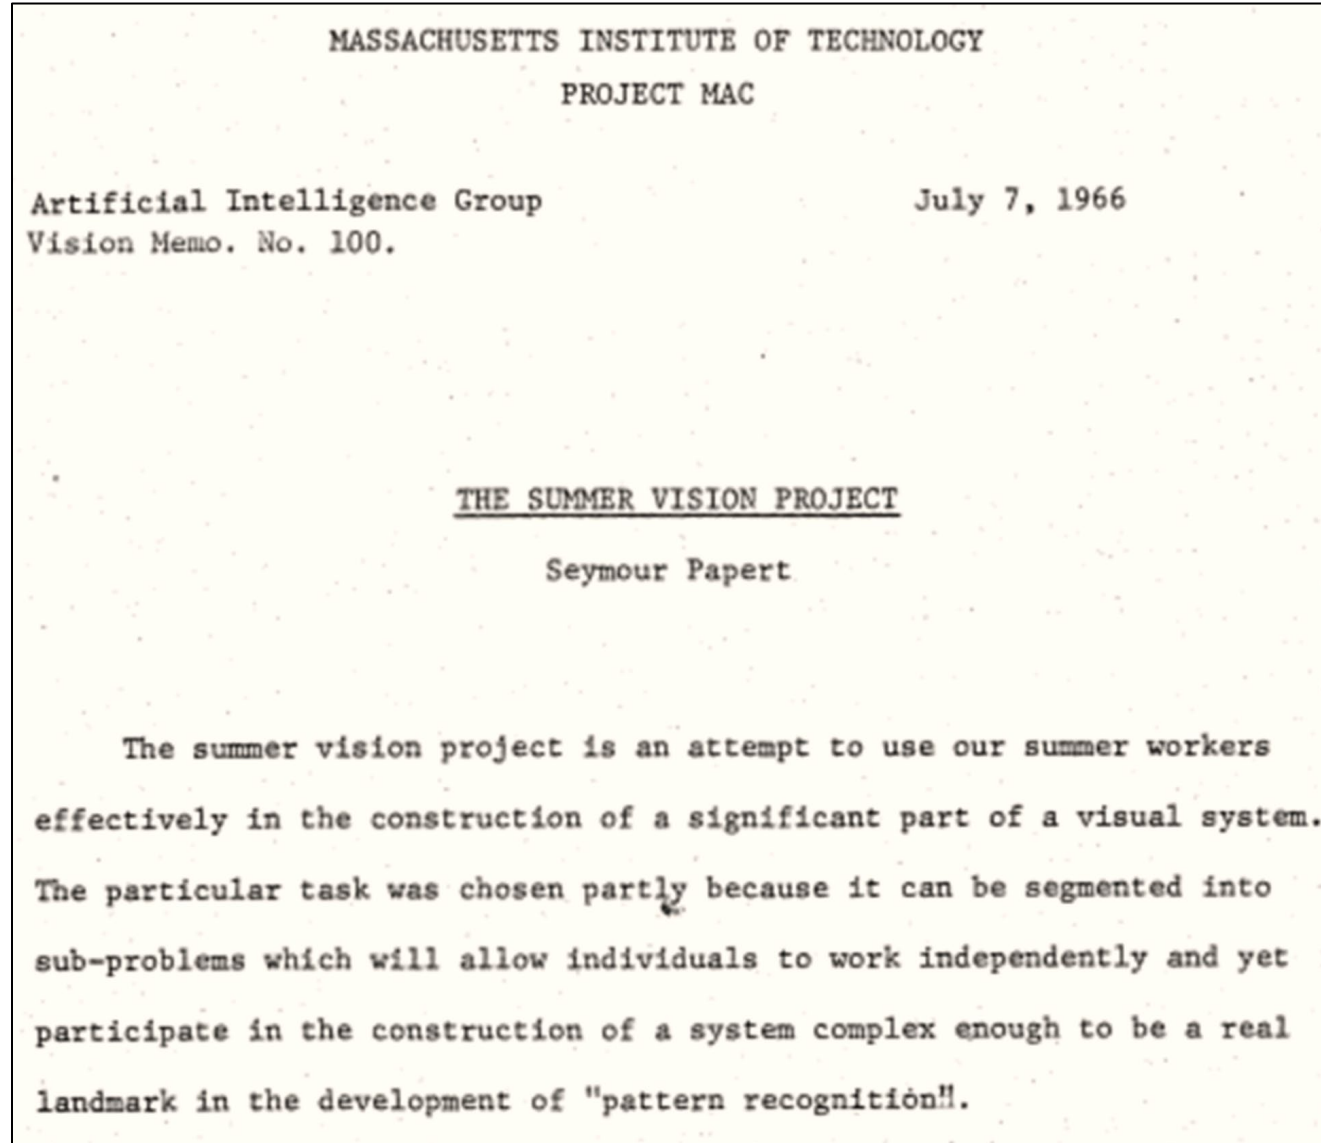 MASSACHUSETTS INSTITUTE OF TECHNOLOGY
PROJECT MAC
Artificial Intelligence Group July 7, 1966
Vision Memo. No. 100.
THE SUMMER VISION PROJECT
Seymour Papert
The summer vision project is an attempt to use our summer workers
effectively in the construction of a significant part of a visual system.
The particular task was chosen partly because it can be segmented into
sub-problems which will allow individuals to work independently and yet
participate in the construction of a system complex enough to be a real
landmark in the development of "pattern recognition".